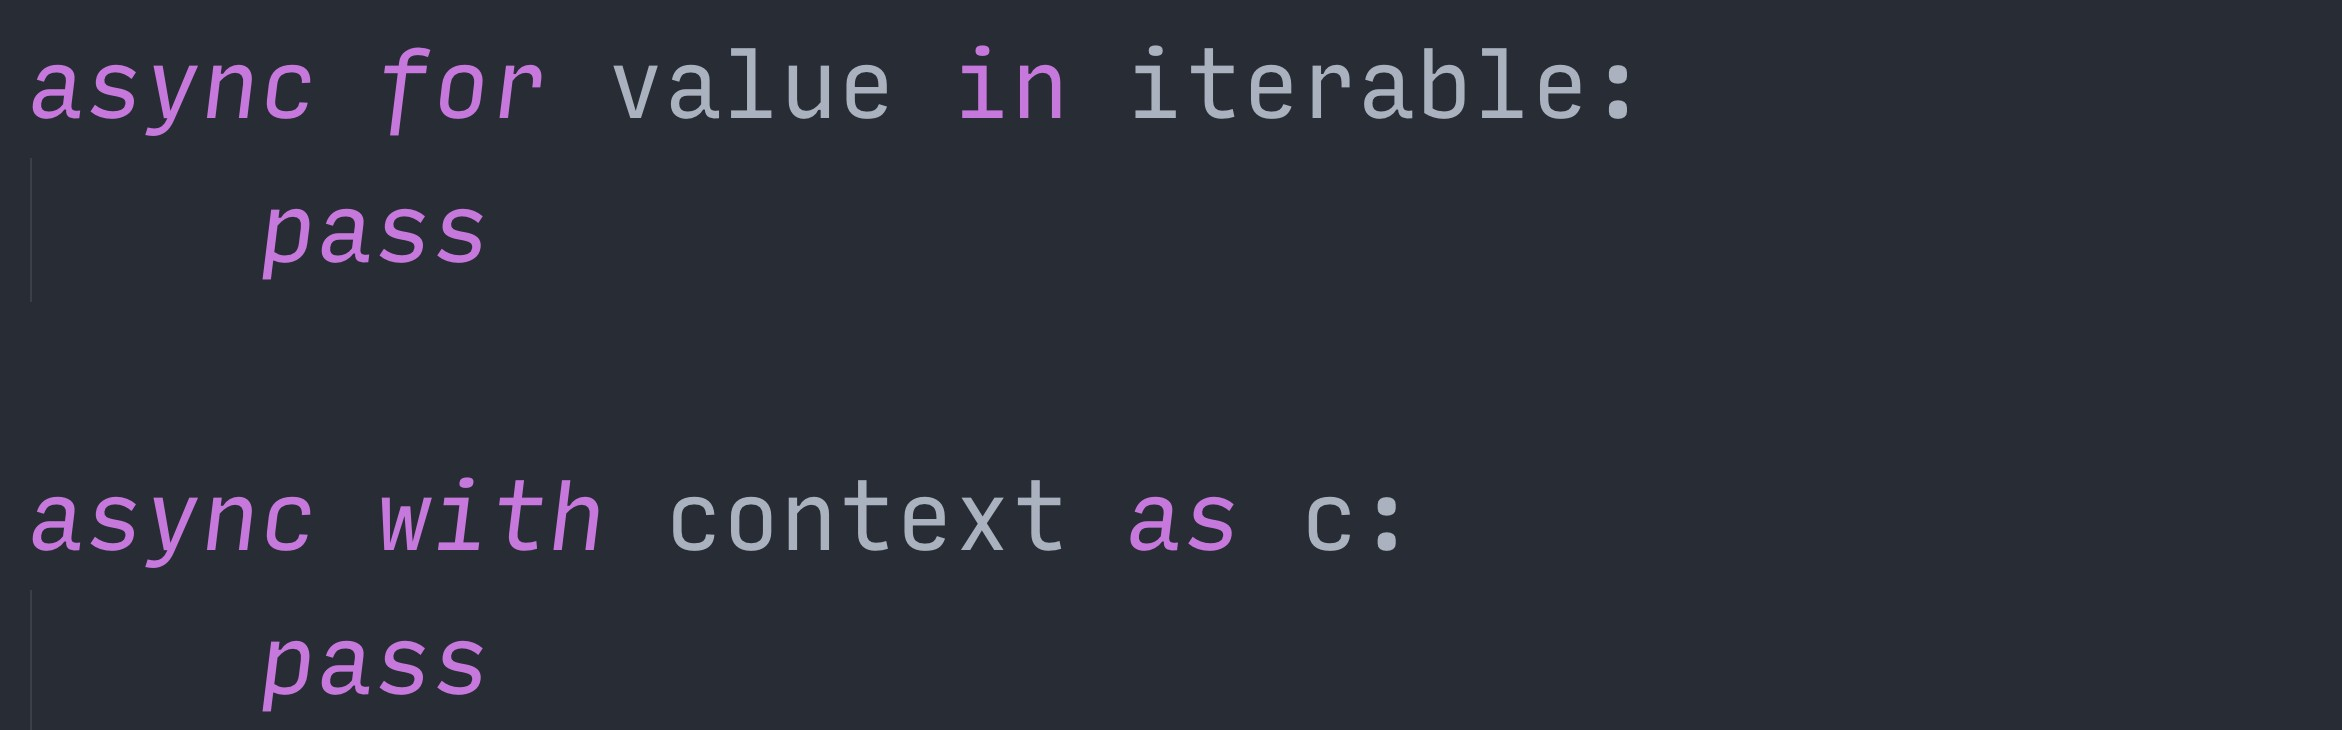 async for value in iterable:
    pass
async with context as c:
    pass